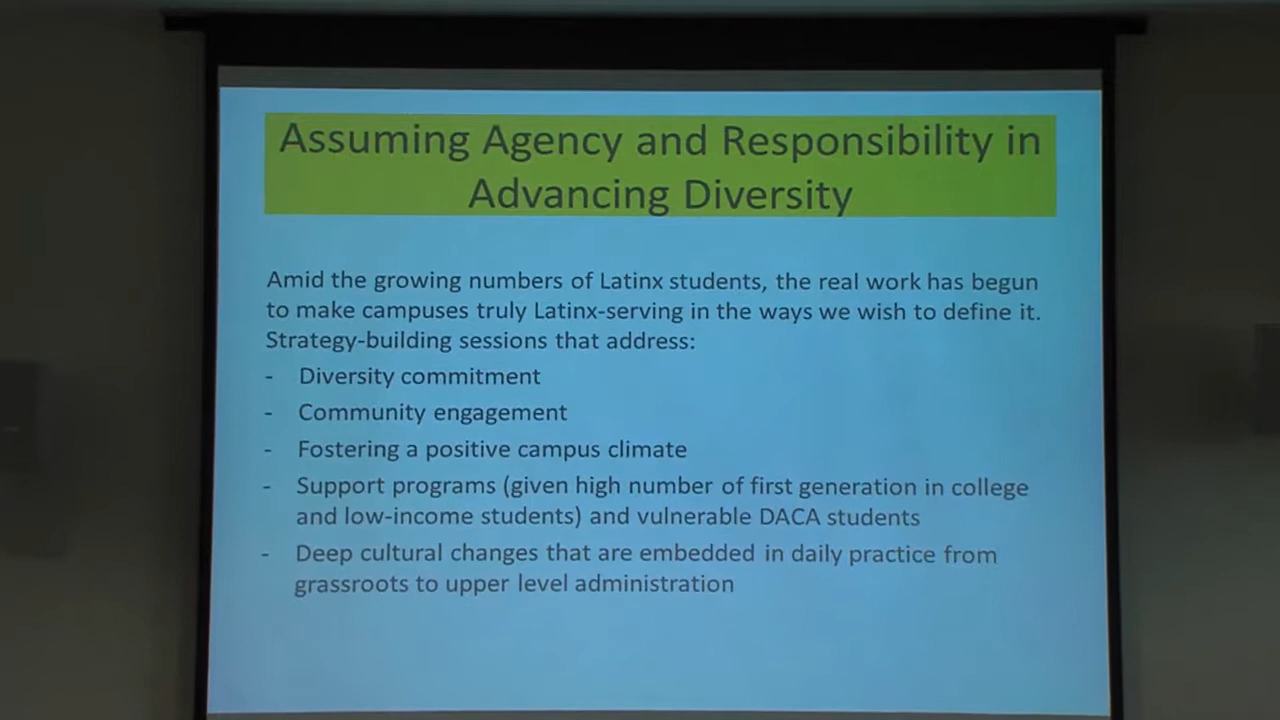 Assuming Agency and Responsibility in
Advancing Diversity
Amid the growing numbers of Latinx students, the real work has begun
to make campuses truly Latinx-serving in the ways we wish to define it.
Strategy-building sessions that address:
- Diversity commitment
- Community engagement
- Fostering a positive campus climate
- Support programs (given high number of first generation in college
and low-income students) and vulnerable DACA students
- Deep cultural changes that are embedded in daily practice from
grassroots to upper level administration